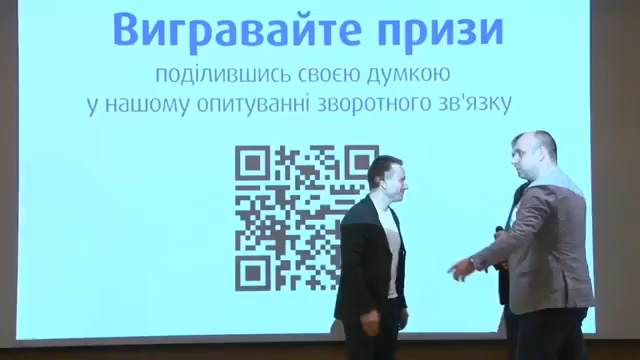 Вигравайте призи
поділившись своєю думкою
у нашому опитуванні зворотного зв'язку